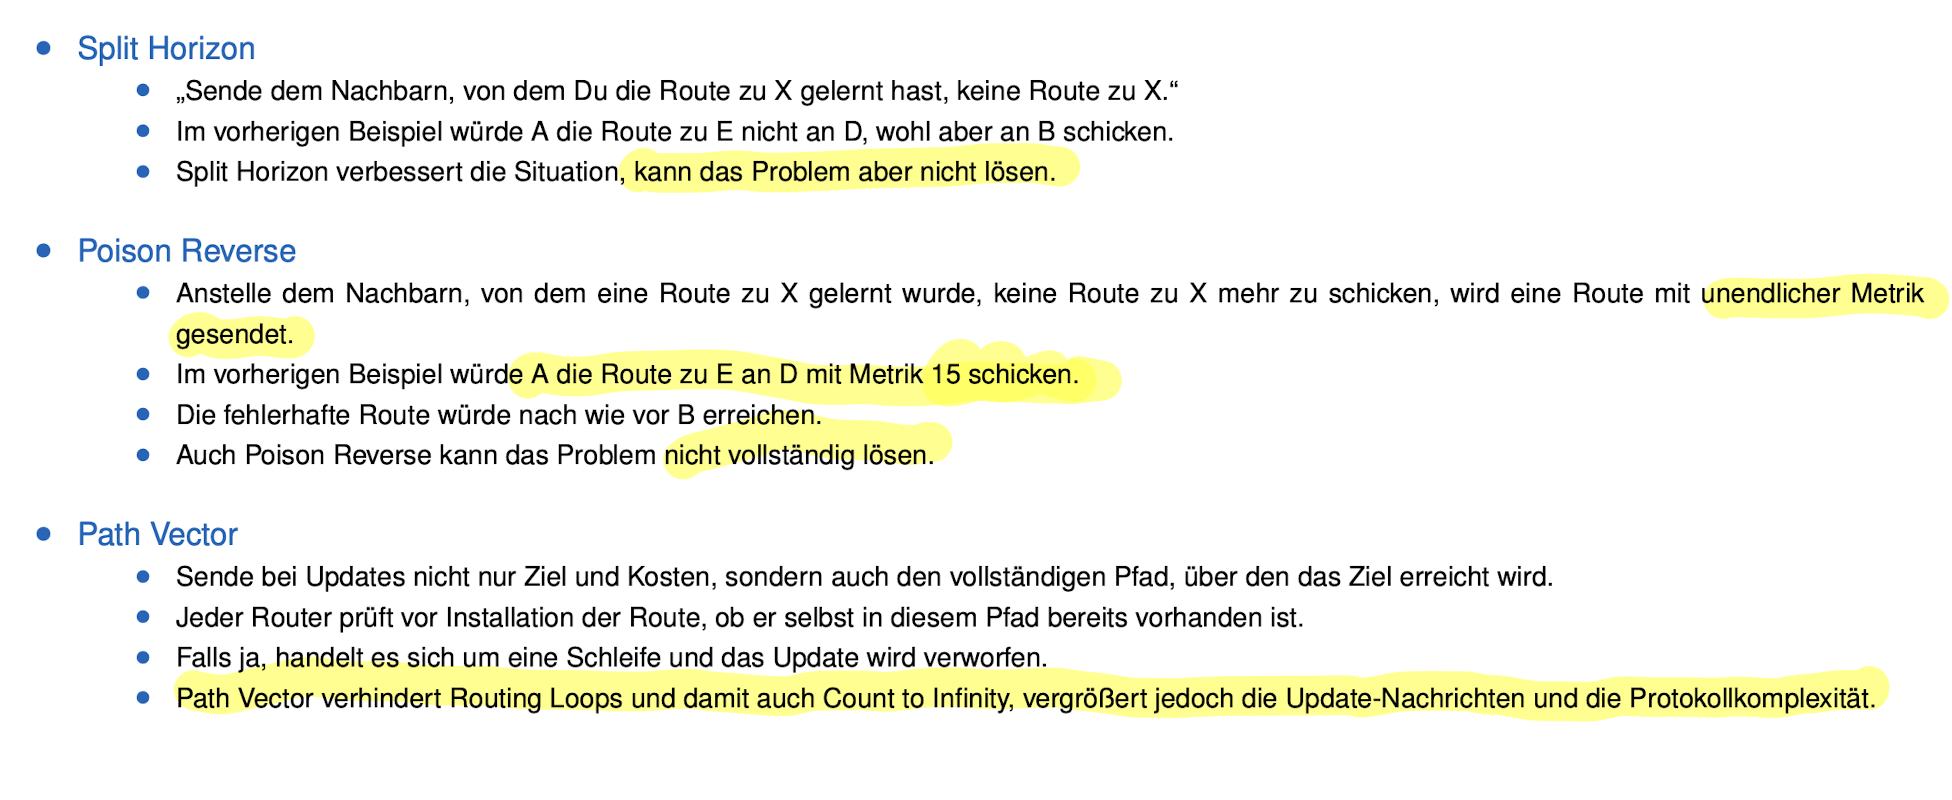 Split Horizon
„Sende dem Nachbarn, von dem Du die Route zu X gelernt hast, keine Route zu X.“
Im vorherigen Beispiel würde A die Route zu E nicht an D, wohl aber an B schicken.
Split Horizon verbessert die Situation, kann das Problem aber nicht lösen.
Poison Reverse
Anstelle dem Nachbarn, von dem eine Route zu X gelernt wurde, keine Route zu X mehr zu schicken, wird eine Route mit unendlicher Metrik
gesendet.
Im vorherigen Beispiel würde A die Route zu E an D mit Metrik 15 schicken.
Die fehlerhafte Route würde nach wie vor B erreichen.
Auch Poison Reverse kann das Problem nicht vollständig lösen.
Path Vector
Sende bei Updates nicht nur Ziel und Kosten, sondern auch den vollständigen Pfad, über den das Ziel erreicht wird.
Jeder Router prüft vor Installation der Route, ob er selbst in diesem Pfad bereits vorhanden ist.
Falls ja, handelt es sich um eine Schleife und das Update wird verworfen.
Path Vector verhindert Routing Loops und damit auch Count to Infinity, vergrößert jedoch die Update-Nachrichten und die Protokollkomplexität.